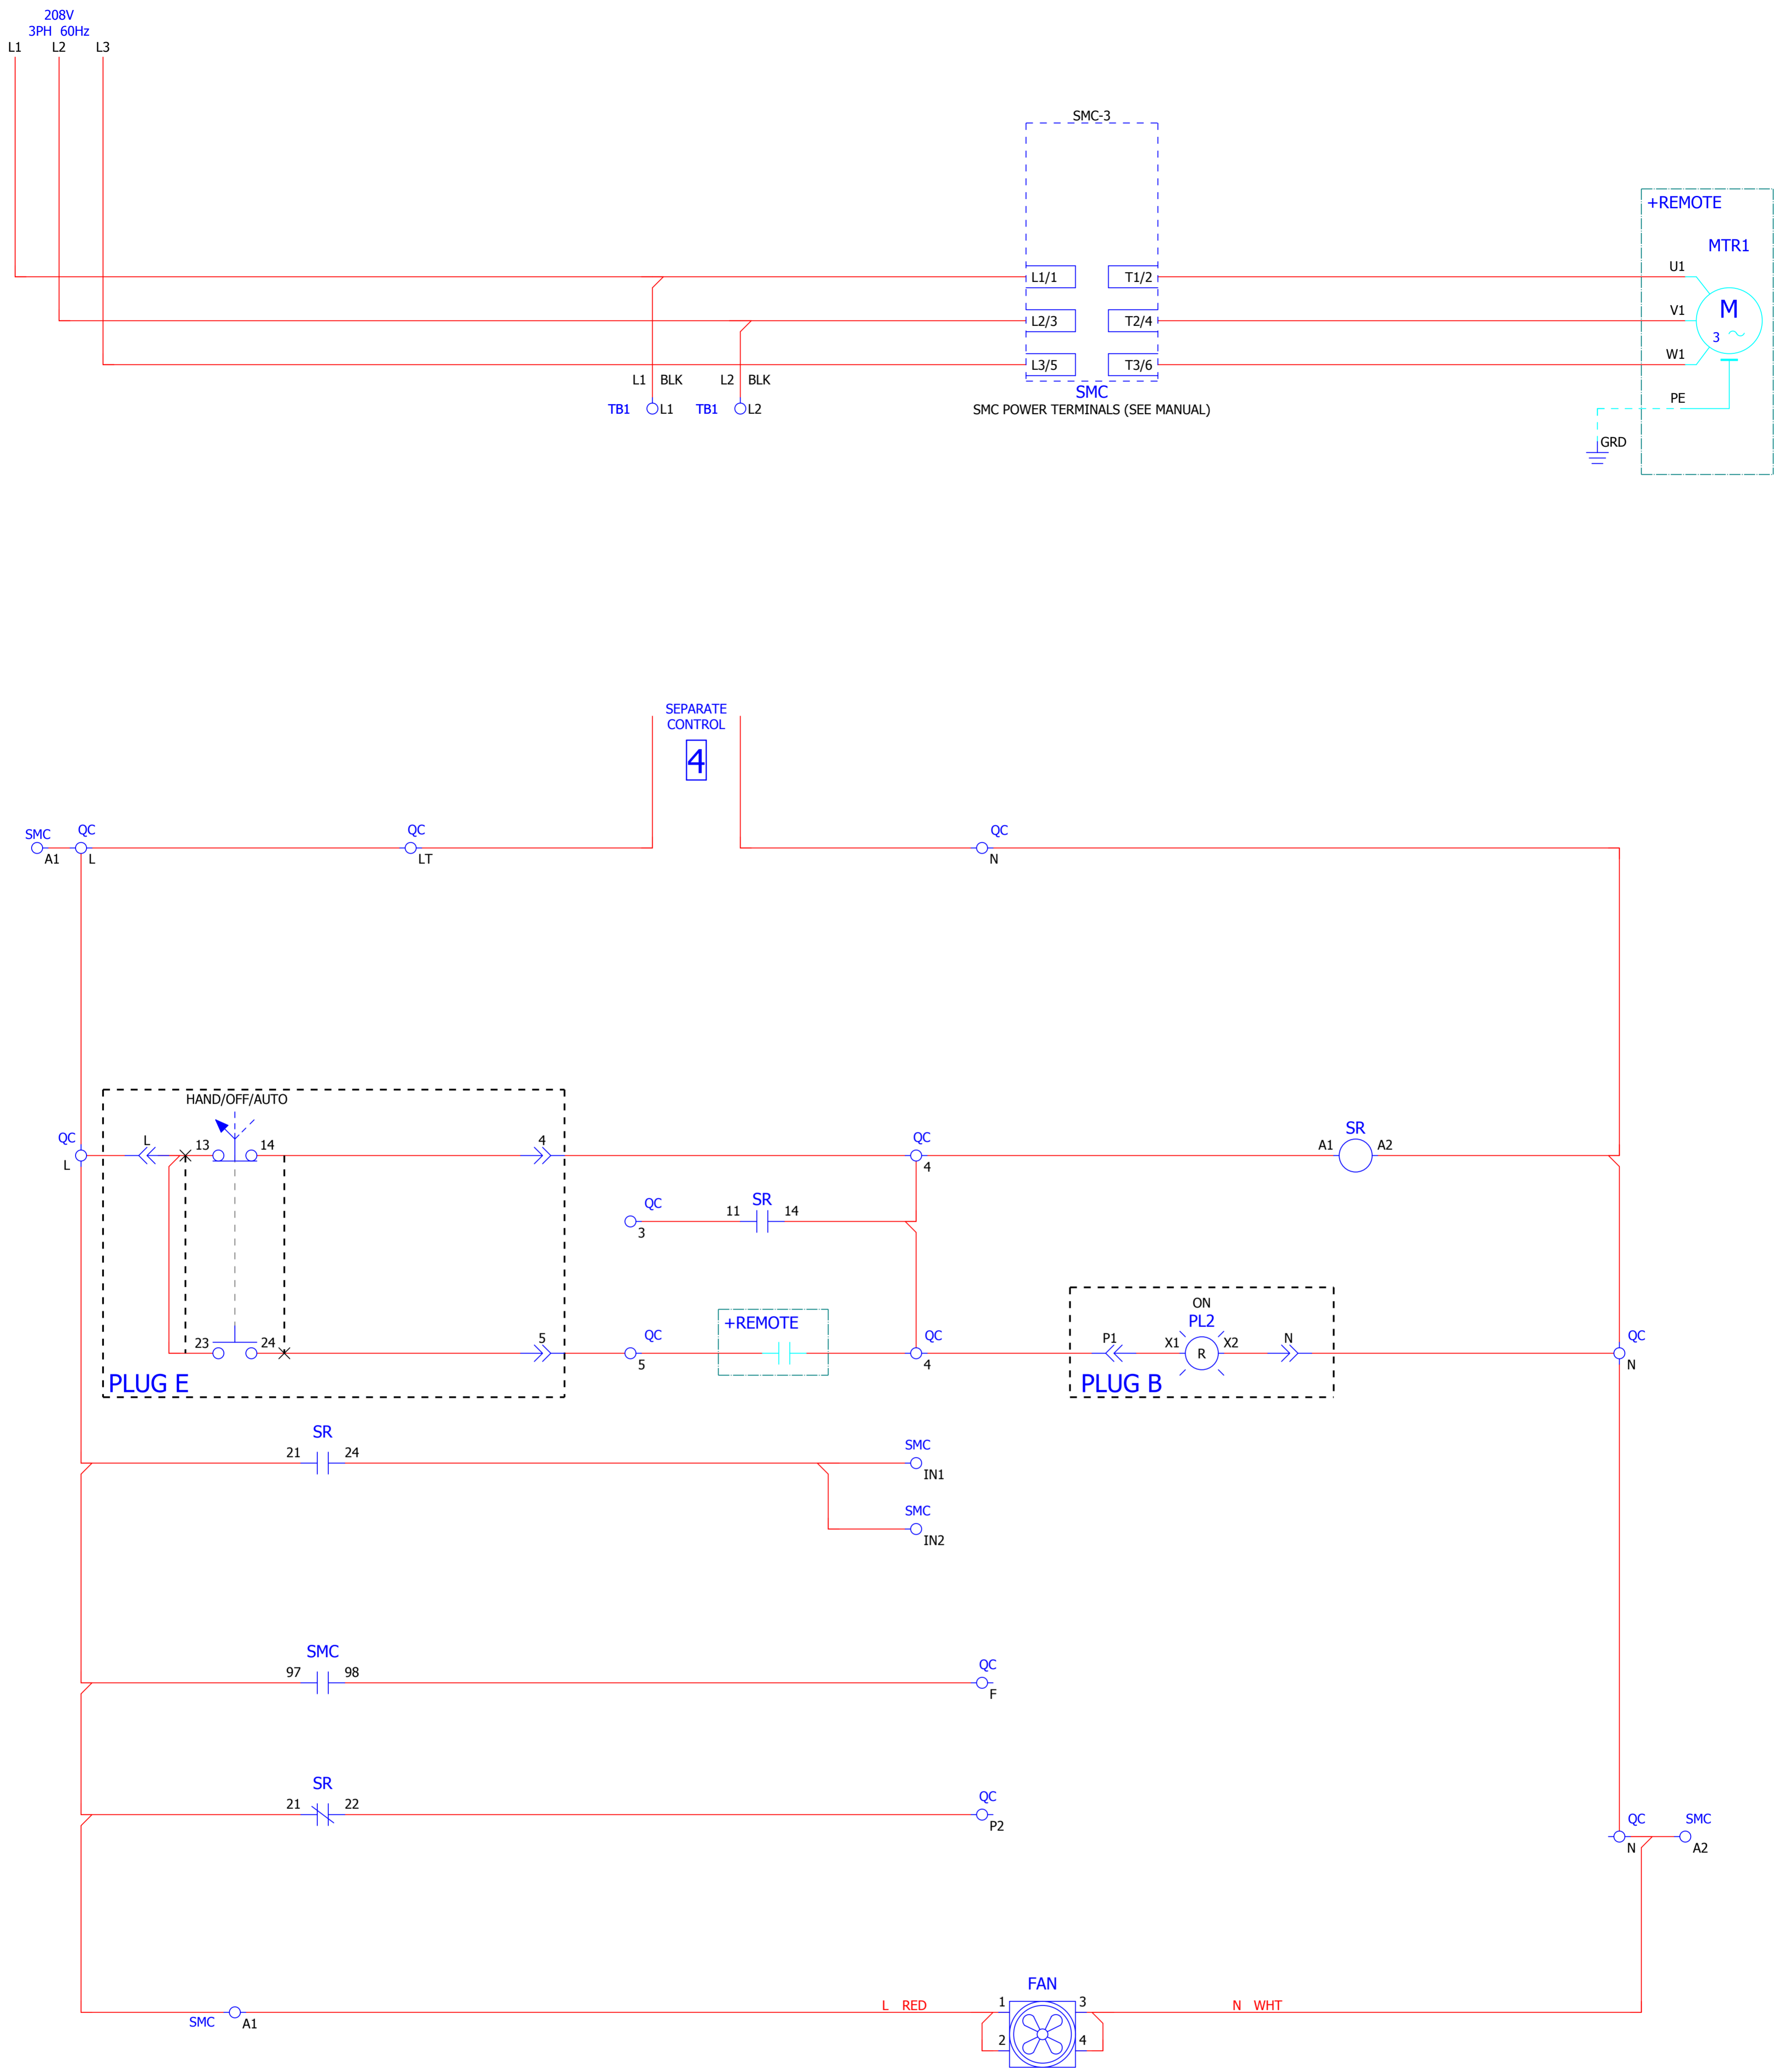 208V
3PH 60Hz
L1 L2 L3
SMC-3
+REMOTE
MTR1
L1/1 T1/2 U1
M
3
L2/3 T2/4 V1
L3/5 T3/6 W1
L1 BLK L2 BLK
SMC
TB1 L1 TB1 L2
SMC POWER TERMINALS (SEE MANUAL)
PE
GRD
SEPARATE
CONTROL
4
SMC QC QC QC
A1 L LT N
HAND/OFF/AUTO
QC L 13 14 4 QC SR
A1 A2
L 4
QC 11 SR 14
3
+REMOTE
ON
PL2
23 24 5 QC QC P1 X1 R X2 N QC
5 4 N
PLUG E PLUG B
SR
21 24 SMC
IN1
SMC
IN2
SMC
97 98 QC
F
SR
21 22 QC
P2
QC SMC
N A2
FAN
L RED 1 3 N WHT
SMC A1
2 4